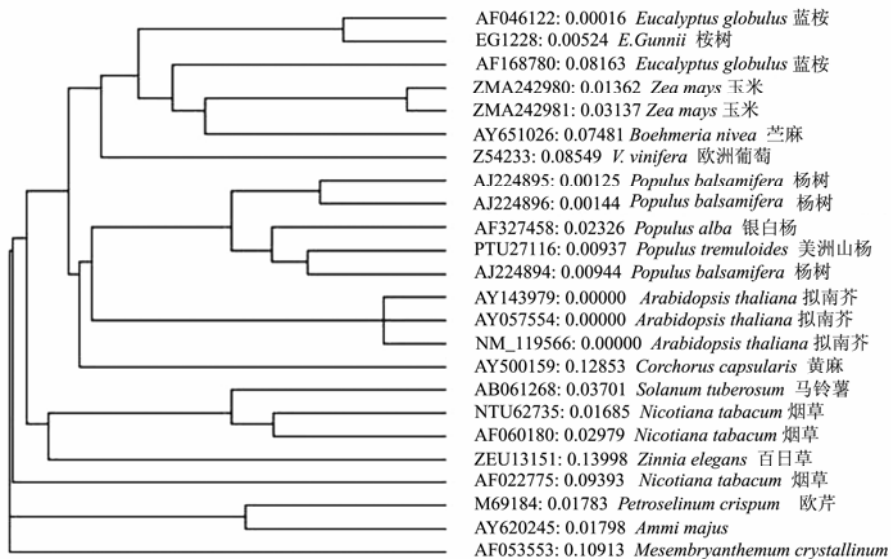 AF046122: 0.00016 Eucalyptus globulus 蓝桉
EG1228: 0.00524 E.Gunnii 桉树
AF168780: 0.08163 Eucalyptus globulus 蓝桉
ZMA242980: 0.01362 Zea mays 玉米
ZMA242981: 0.03137 Zea mays 玉米
AY651026: 0.07481 Boehmeria nivea 苎麻
Z54233: 0.08549 V. vinifera 欧洲葡萄
AJ224895: 0.00125 Populus balsamifera 杨树
AJ224896: 0.00144 Populus balsamifera 杨树
AF327458: 0.02326 Populus alba 银白杨
PTU27116: 0.00937 Populus tremuloides 美洲山杨
AJ224894: 0.00944 Populus balsamifera 杨树
AY143979: 0.00000 Arabidopsis thaliana 拟南芥
AY057554: 0.00000 Arabidopsis thaliana 拟南芥
NM_119566: 0.00000 Arabidopsis thaliana 拟南芥
AY500159: 0.12853 Corchorus capsularis 黄麻
AB061268: 0.03701 Solanum tuberosum 马铃薯
NTU62735: 0.01685 Nicotiana tabacum 烟草
AF060180: 0.02979 Nicotiana tabacum 烟草
ZEU13151: 0.13998 Zinnia elegans 百日草
AF022775: 0.09393 Nicotiana tabacum 烟草
M69184: 0.01783 Petroselinum crispum 欧芹
AY620245: 0.01798 Ammi majus
AF053553: 0.10913 Mesembryanthemum crystallinum